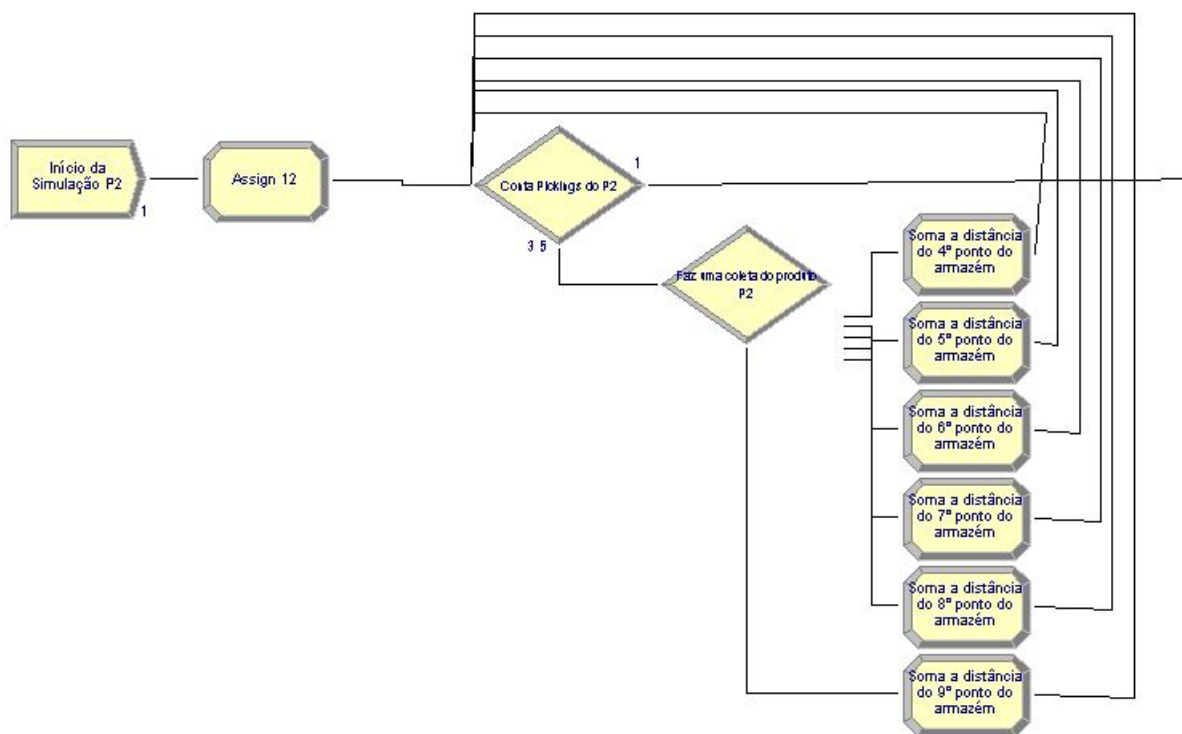 Início da
Simulação P2
1
Assign 12
Conta Pickings do P2
1
3 5
Faz uma coleta do produto
P2
Soma a distância
do 4º ponto do
armazém
Soma a distância
do 5º ponto do
armazém
Soma a distância
do 6º ponto do
armazém
Soma a distância
do 7º ponto do
armazém
Soma a distância
do 8º ponto do
armazém
Soma a distância
do 9º ponto do
armazém